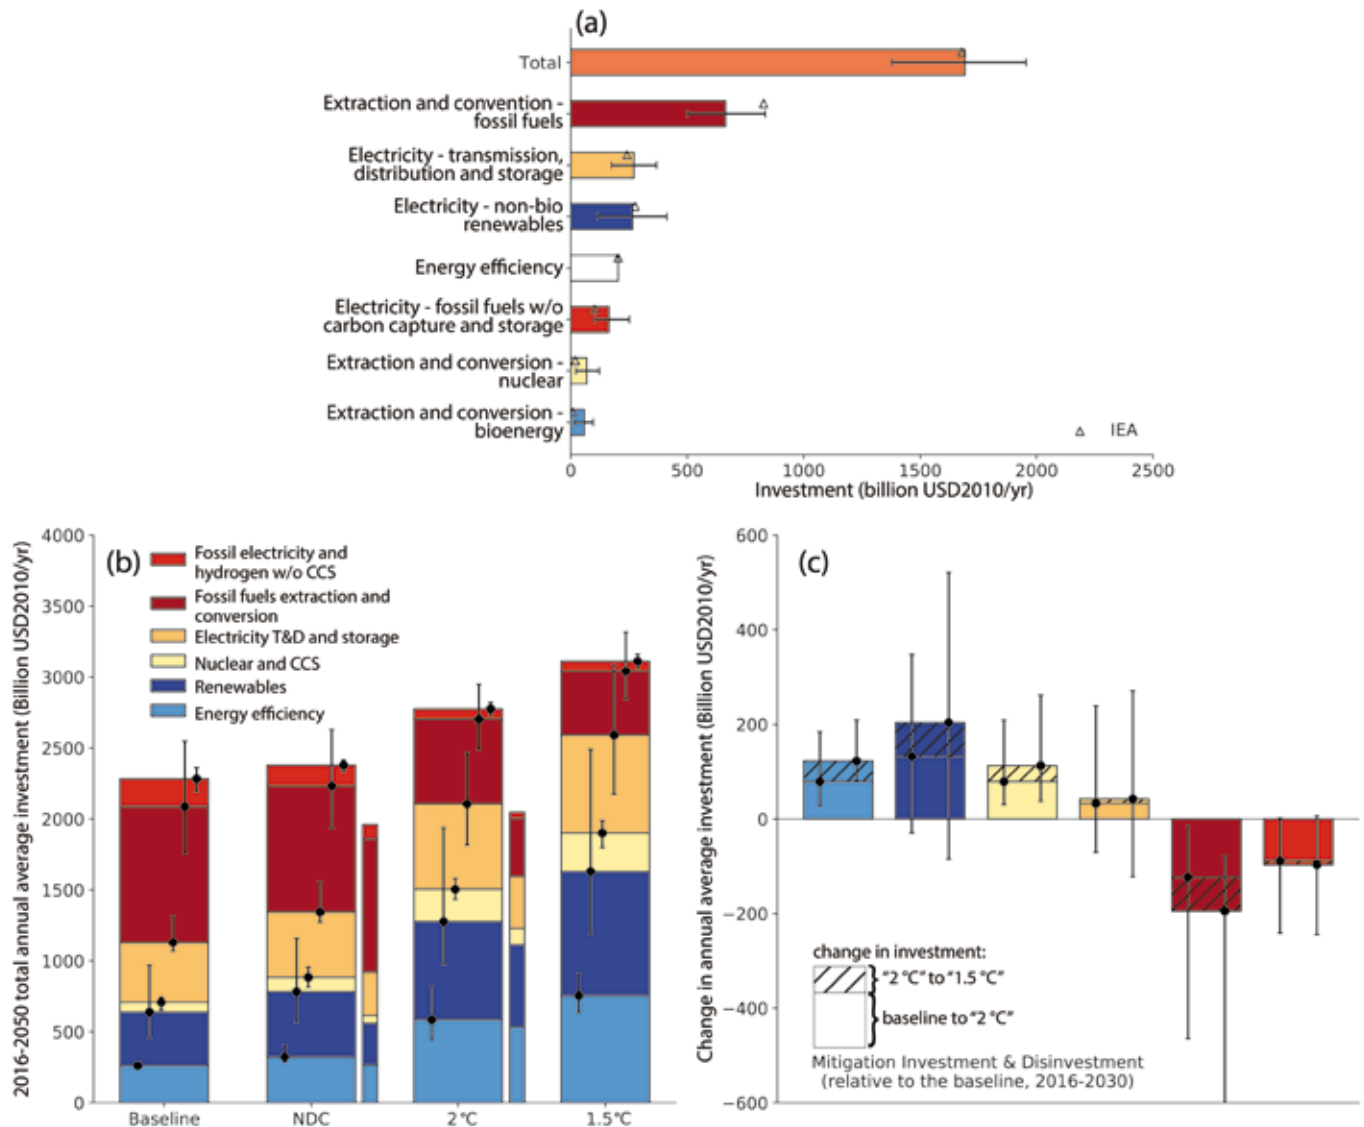 (a)
Total
Extraction and convention -
fossil fuels
Electricity - transmission,
distribution and storage
Electricity - non-bio
renewables
Energy efficiency
Electricity - fossil fuels w/o
carbon capture and storage
Extraction and conversion -
nuclear
Extraction and conversion -
bioenergy
IEA
0 500 1000 1500 2000 2500
Investment (billion USD2010/yr)
2016-2050 total annual average investment (Billion USD2010/yr)
4000
3500
3000
2500
2000
1500
1000
500
0
(b)
Fossil electricity and
hydrogen w/o CCS
Fossil fuels extraction and
conversion
Electricity T&D and storage
Nuclear and CCS
Renewables
Energy efficiency
Baseline NDC 2°C 1.5°C
Change in annual average investment (Billion USD2010/yr)
600
400
200
0
−200
−400
−600
(c)
change in investment:
"2 °C" to "1.5 °C"
baseline to "2 °C"
Mitigation Investment & Disinvestment
(relative to the baseline, 2016-2030)